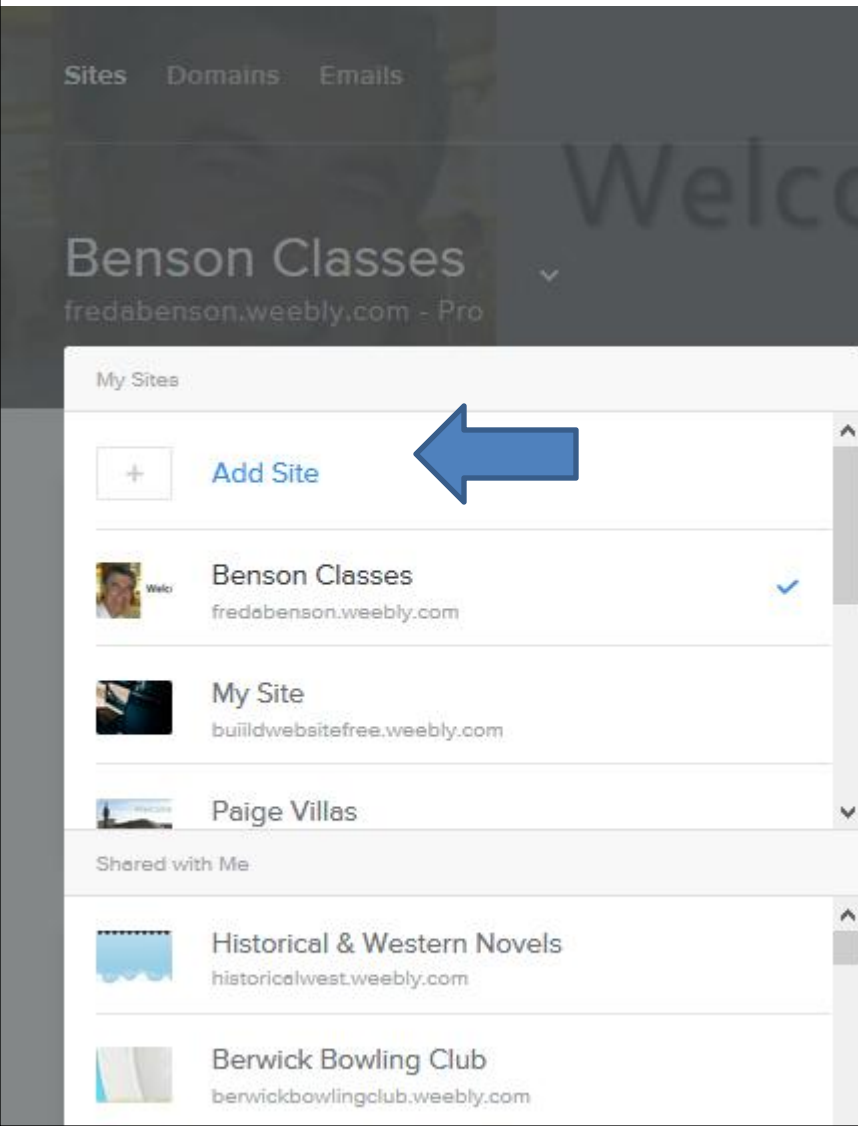 Sites Domains Emails
Welco
Benson Classes
fredabenson.weebly.com - Pro
My Sites
+ Add Site
Welc
Benson Classes
fredabenson.weebly.com
My Site
buiildwebsitefree.weebly.com
Paige Villas
Shared with Me
Historical & Western Novels
historicalwest.weebly.com
Berwick Bowling Club
berwickbowlingclub.weebly.com